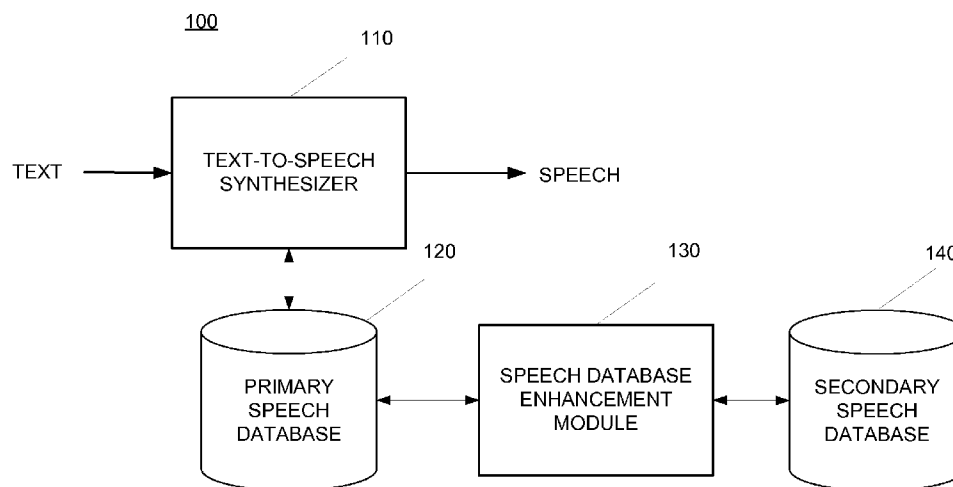 100
110
TEXT
TEXT-TO-SPEECH
SYNTHESIZER
SPEECH
120
130
140
PRIMARY
SPEECH
DATABASE
SPEECH DATABASE
ENHANCEMENT
MODULE
SECONDARY
SPEECH
DATABASE